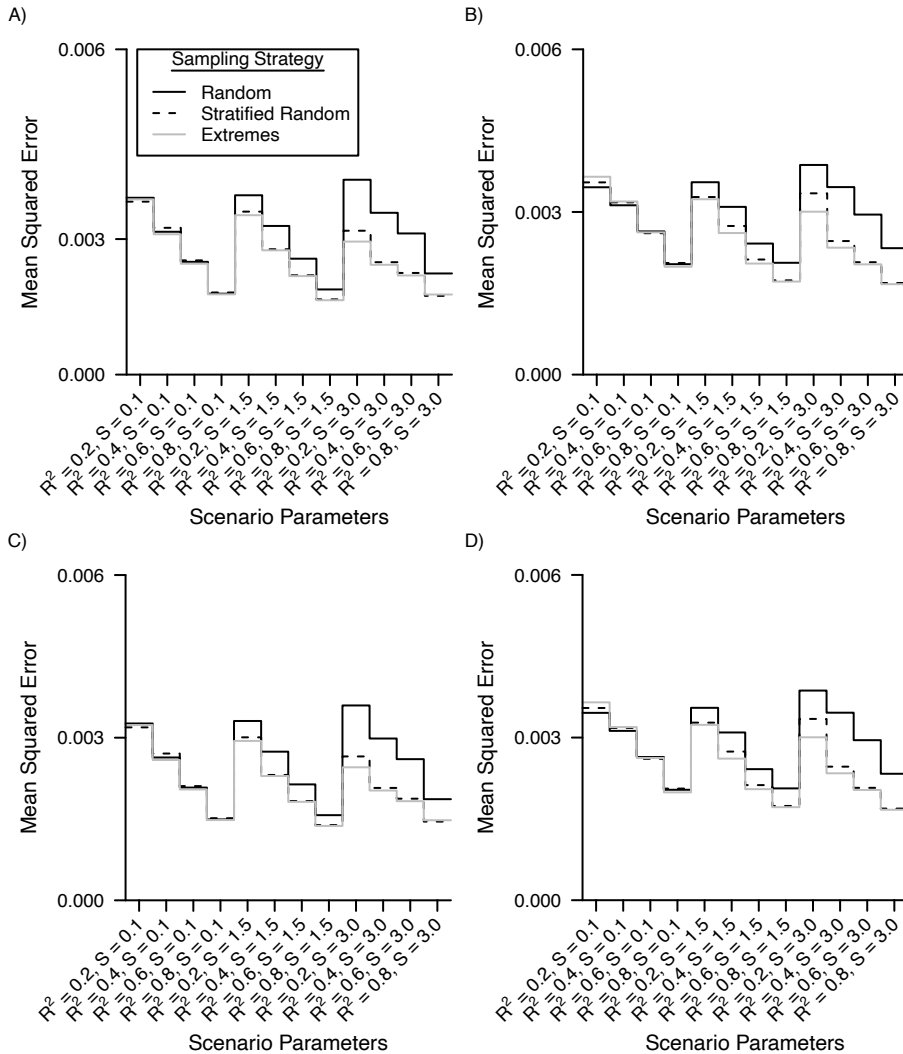 A)
0.006
0.003
0.000
Mean Squared Error
Sampling Strategy
Random
Stratified Random
Extremes
R² = 0.2, S = 0.1
R² = 0.4, S = 0.1
R² = 0.6, S = 0.1
R² = 0.8, S = 0.1
R² = 0.2, S = 1.5
R² = 0.4, S = 1.5
R² = 0.6, S = 1.5
R² = 0.8, S = 1.5
R² = 0.2, S = 3.0
R² = 0.4, S = 3.0
R² = 0.6, S = 3.0
R² = 0.8, S = 3.0
Scenario Parameters
B)
0.006
0.003
0.000
Mean Squared Error
R² = 0.2, S = 0.1
R² = 0.4, S = 0.1
R² = 0.6, S = 0.1
R² = 0.8, S = 0.1
R² = 0.2, S = 1.5
R² = 0.4, S = 1.5
R² = 0.6, S = 1.5
R² = 0.8, S = 1.5
R² = 0.2, S = 3.0
R² = 0.4, S = 3.0
R² = 0.6, S = 3.0
R² = 0.8, S = 3.0
Scenario Parameters
C)
0.006
0.003
0.000
Mean Squared Error
R² = 0.2, S = 0.1
R² = 0.4, S = 0.1
R² = 0.6, S = 0.1
R² = 0.8, S = 0.1
R² = 0.2, S = 1.5
R² = 0.4, S = 1.5
R² = 0.6, S = 1.5
R² = 0.8, S = 1.5
R² = 0.2, S = 3.0
R² = 0.4, S = 3.0
R² = 0.6, S = 3.0
R² = 0.8, S = 3.0
Scenario Parameters
D)
0.006
0.003
0.000
Mean Squared Error
R² = 0.2, S = 0.1
R² = 0.4, S = 0.1
R² = 0.6, S = 0.1
R² = 0.8, S = 0.1
R² = 0.2, S = 1.5
R² = 0.4, S = 1.5
R² = 0.6, S = 1.5
R² = 0.8, S = 1.5
R² = 0.2, S = 3.0
R² = 0.4, S = 3.0
R² = 0.6, S = 3.0
R² = 0.8, S = 3.0
Scenario Parameters